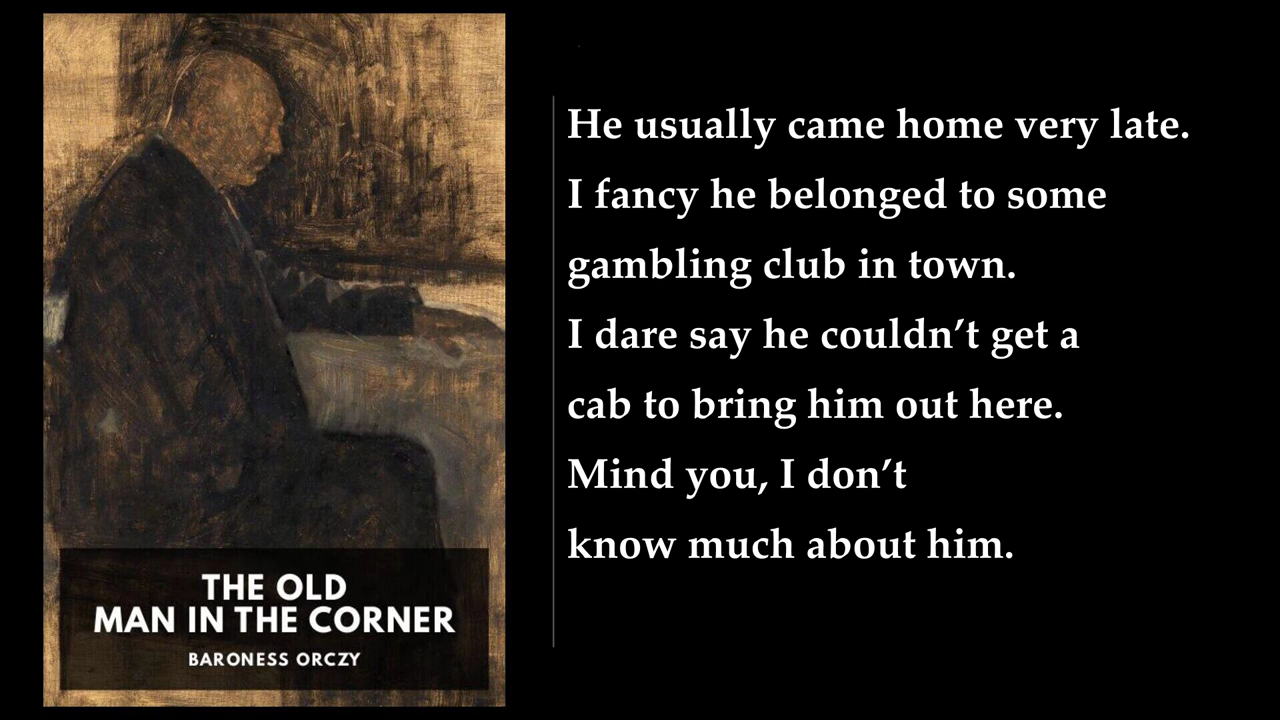 He usually came home very late.
I fancy he belonged to some
gambling club in town.
I dare say he couldn’t get a
cab to bring him out here.
Mind you, I don’t
know much about him.
THE OLD
MAN IN THE CORNER
BARONESS ORCZY